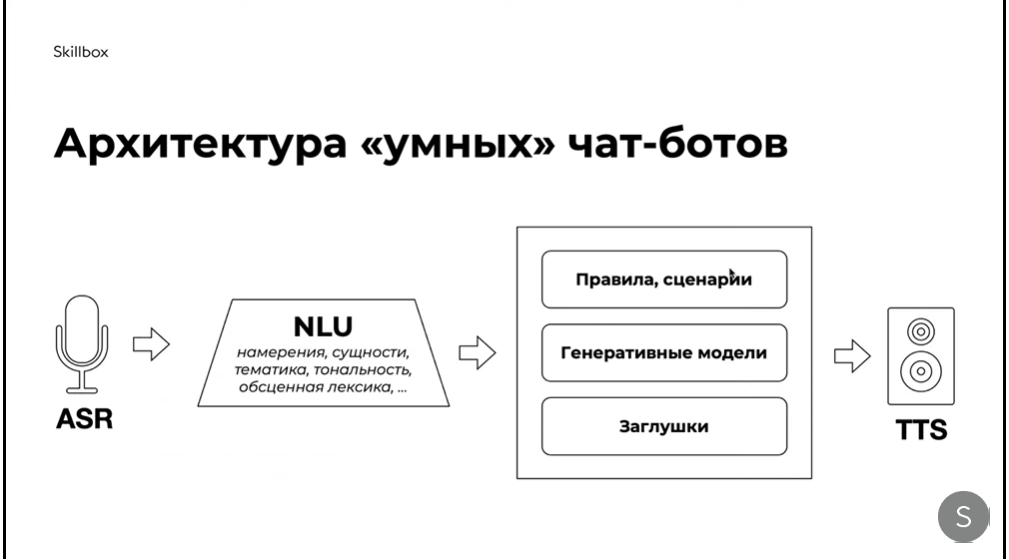 Skillbox
Архитектура «умных» чат-ботов
ASR
NLU
намерения, сущности,
тематика, тональность,
обсценная лексика, ...
Правила, сценарии
Генеративные модели
Заглушки
TTS
S